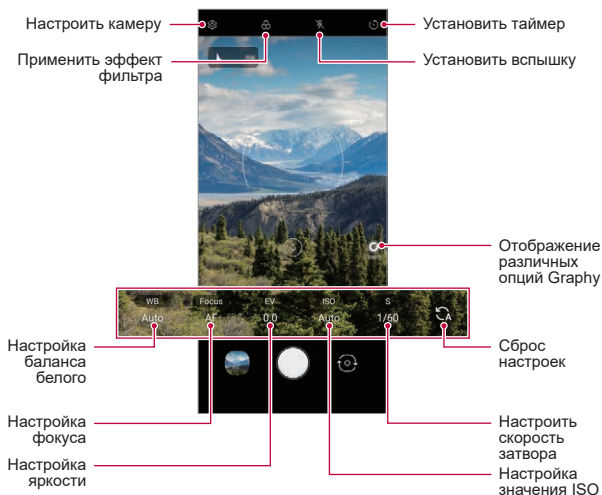 Настроить камеру
Применить эффект
фильтра
Установить таймер
Установить вспышку
Отображение
различных
опций Graphy
WB
Focus
EV
ISO
S
Auto
AF
0.0
Auto
1/60
A
Настройка
баланса
белого
Сброс
настроек
Настройка
фокуса
Настройка
яркости
Настроить
скорость
затвора
Настройка
значения ISO